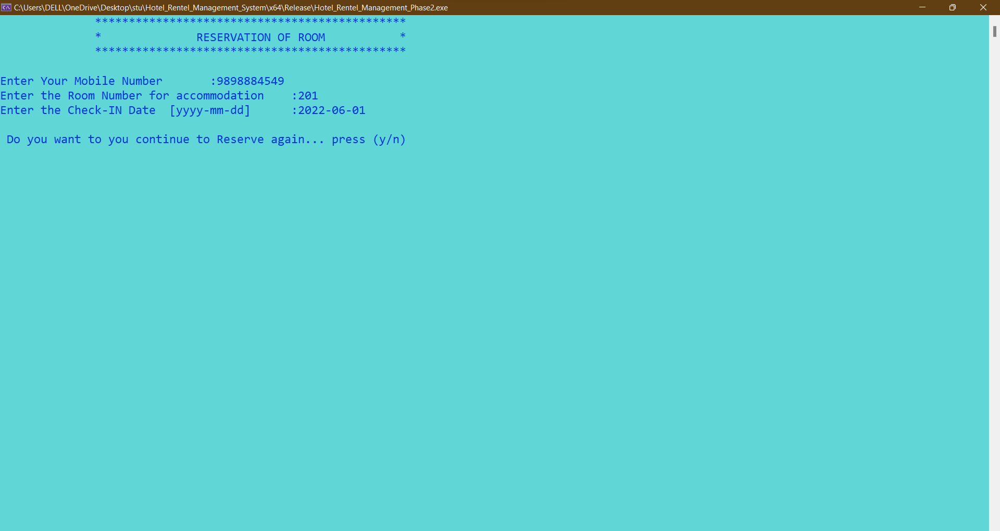 C:\Users\DELL\OneDrive\Desktop\stu\Hotel_Rentel_Management_System\x64\Release\Hotel_Rentel_Management_Phase2.exe
**********************************************
* RESERVATION OF ROOM *
**********************************************
Enter Your Mobile Number :9898884549
Enter the Room Number for accommodation :201
Enter the Check-IN Date [yyyy-mm-dd] :2022-06-01
Do you want to you continue to Reserve again... press (y/n)